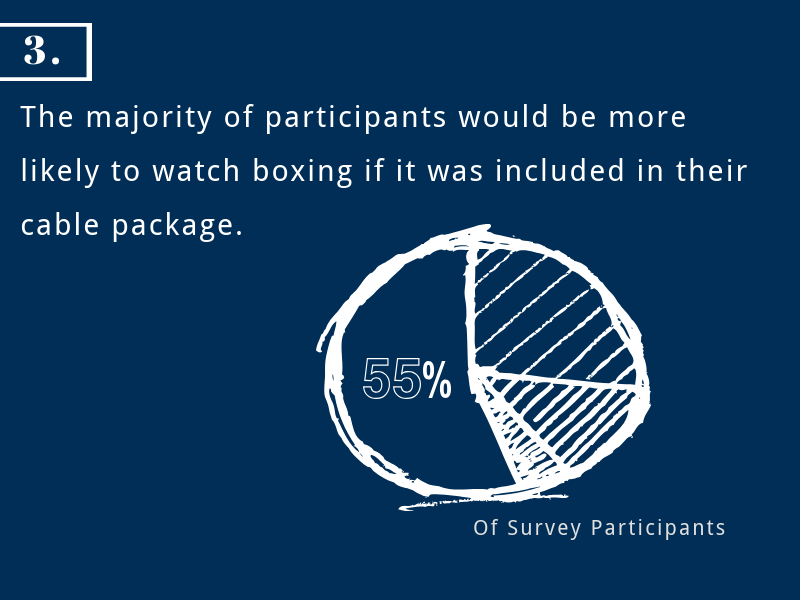 3.
The majority of participants would be more
likely to watch boxing if it was included in their
cable package.
55%
Of Survey Participants